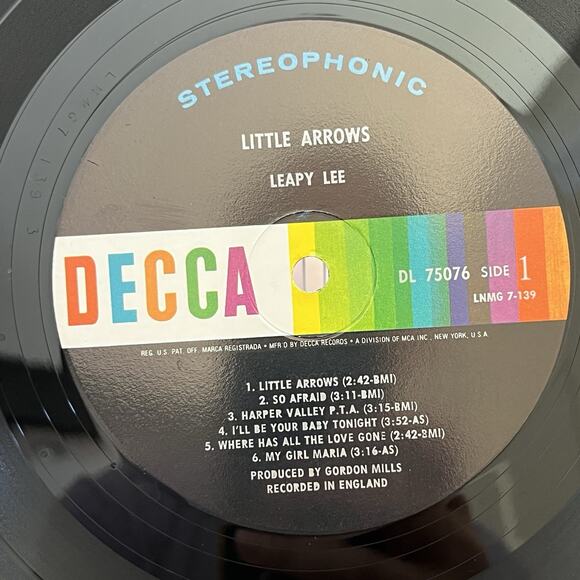 STEREOPHONIC
LITTLE ARROWS
LEAPY LEE
DECCA
DL 75076 SIDE 1
LNMG 7-139
REG. U.S. PAT. OFF. MARCA REGISTRADA • MFR'D BY DECCA RECORDS • A DIVISION OF MCA INC., NEW YORK, U.S.A.
1. LITTLE ARROWS (2:42-BMI)
2. SO AFRAID (3:11-BMI)
3. HARPER VALLEY P.T.A. (3:15-BMI)
4. I'LL BE YOUR BABY TONIGHT (3:52-AS)
5. WHERE HAS ALL THE LOVE GONE (2:42-BMI)
6. MY GIRL MARIA (3:16-AS)
PRODUCED BY GORDON MILLS
RECORDED IN ENGLAND